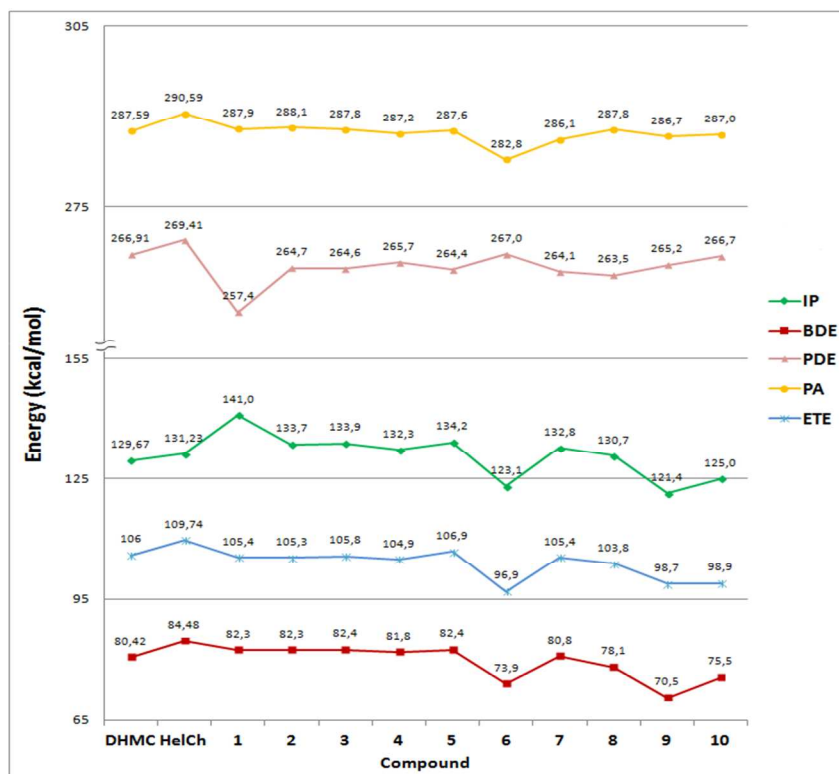 305
287,59 290,59 287,9 288,1 287,8 287,2 287,6 282,8 286,1 287,8 286,7 287,0
275
266,91 269,41 257,4 264,7 264,6 265,7 264,4 267,0 264,1 263,5 265,2 266,7
155
129,67 131,23 141,0 133,7 133,9 132,3 134,2 123,1 132,8 130,7 121,4 125,0
125
106 109,74 105,4 105,3 105,8 104,9 106,9 96,9 105,4 103,8 98,7 98,9
95
80,42 84,48 82,3 82,3 82,4 81,8 82,4 73,9 80,8 78,1 70,5 75,5
65
DHMC HelCh 1 2 3 4 5 6 7 8 9 10
Compound
Energy (kcal/mol)
IP
BDE
PDE
PA
ETE